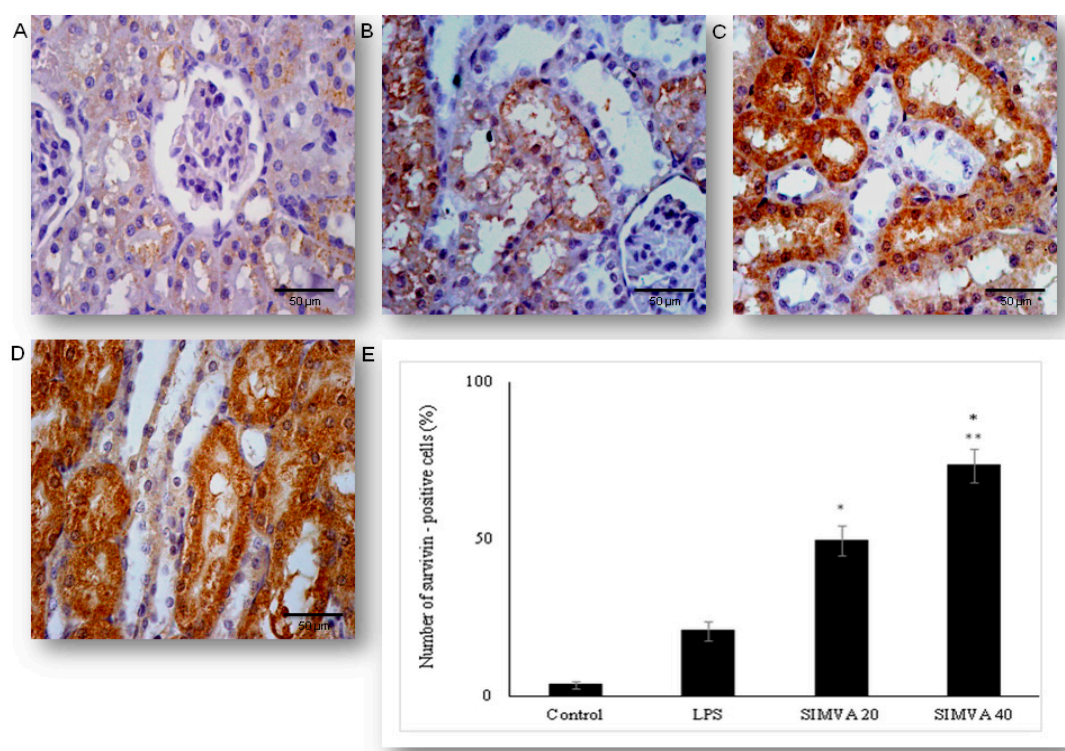 A
B
C
50 µm
50 µm
50 µm
D
E
50 µm
Number of survivin - positive cells (%)
100
50
0
*
*
**
Control
LPS
SIMVA 20
SIMVA 40